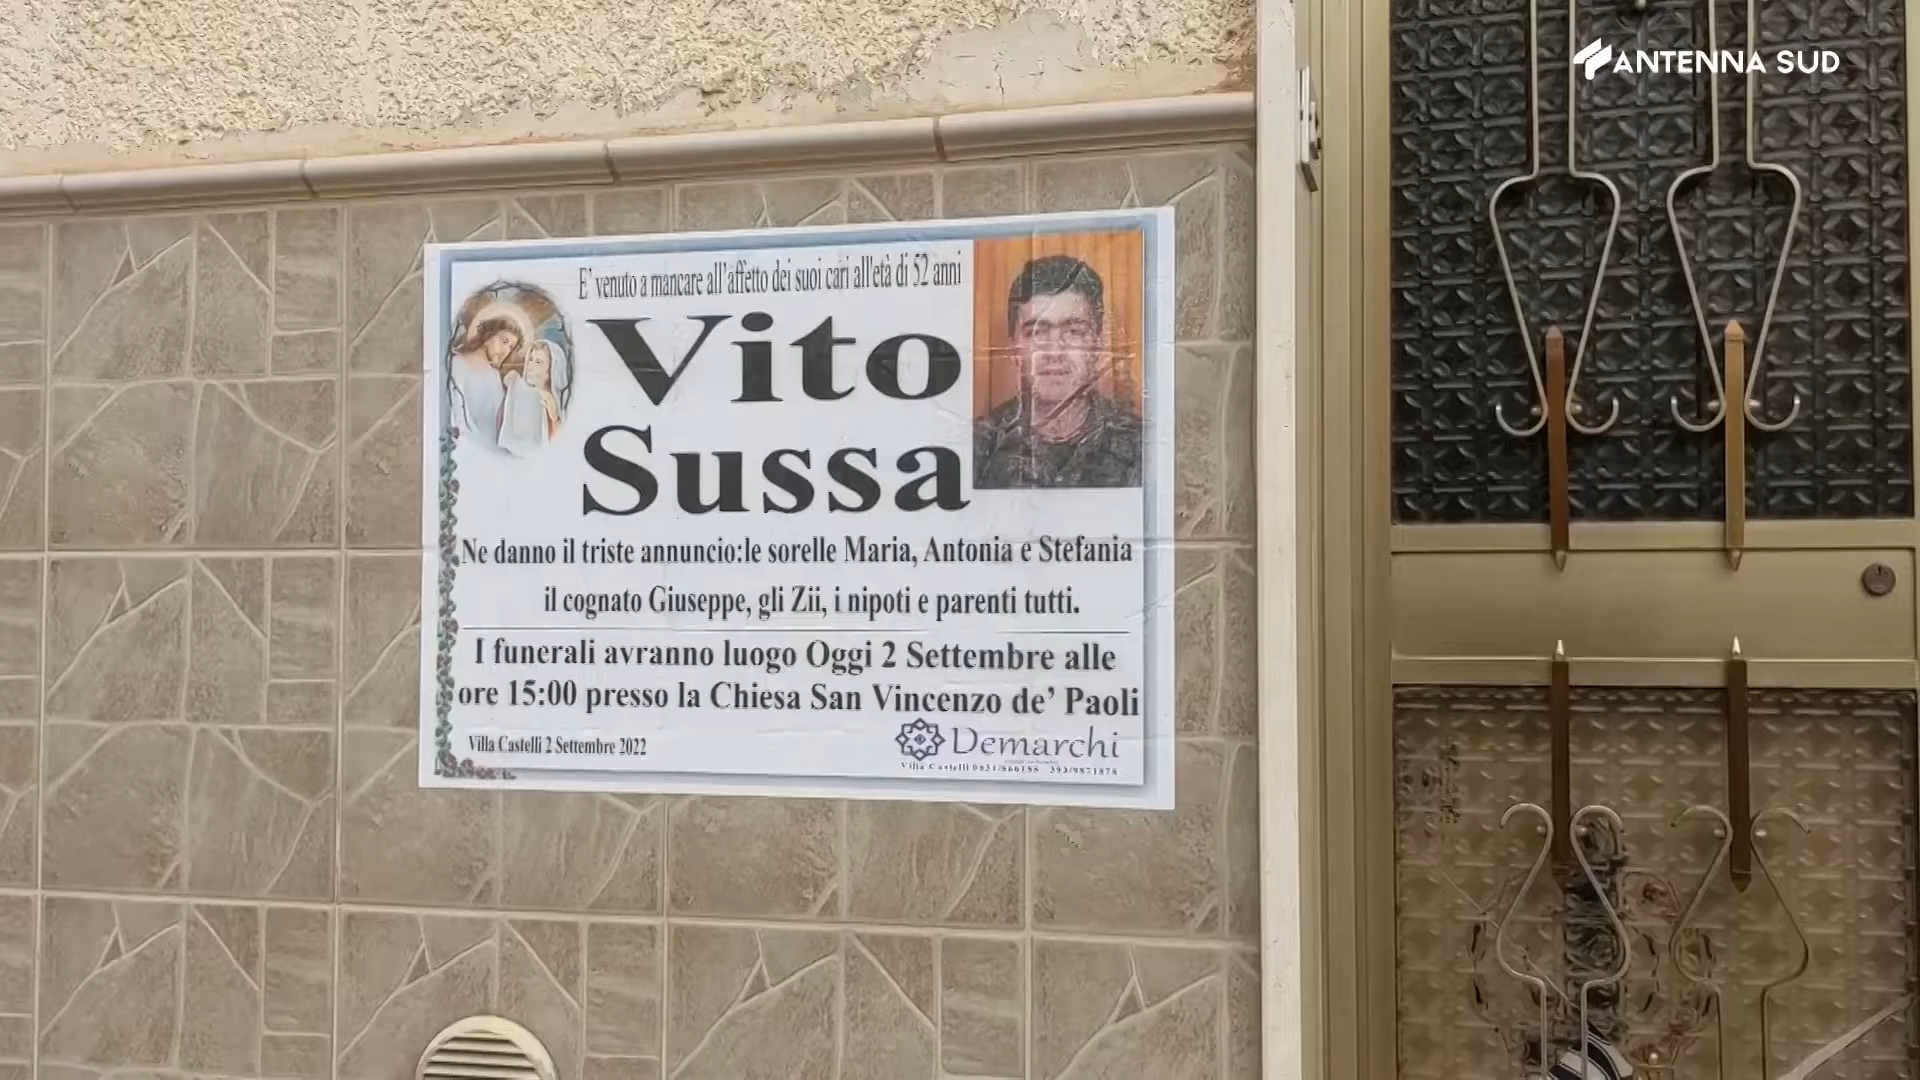 ANTENNA SUD
E' venuto a mancare all'affetto dei suoi cari all'età di 52 anni
Vito
Sussa
Ne danno il triste annuncio:le sorelle Maria, Antonia e Stefania
il cognato Giuseppe, gli Zii, i nipoti e parenti tutti.
I funerali avranno luogo Oggi 2 Settembre alle
ore 15:00 presso la Chiesa San Vincenzo de' Paoli
Villa Castelli 2 Settembre 2022
Demarchi
Villa Castelli